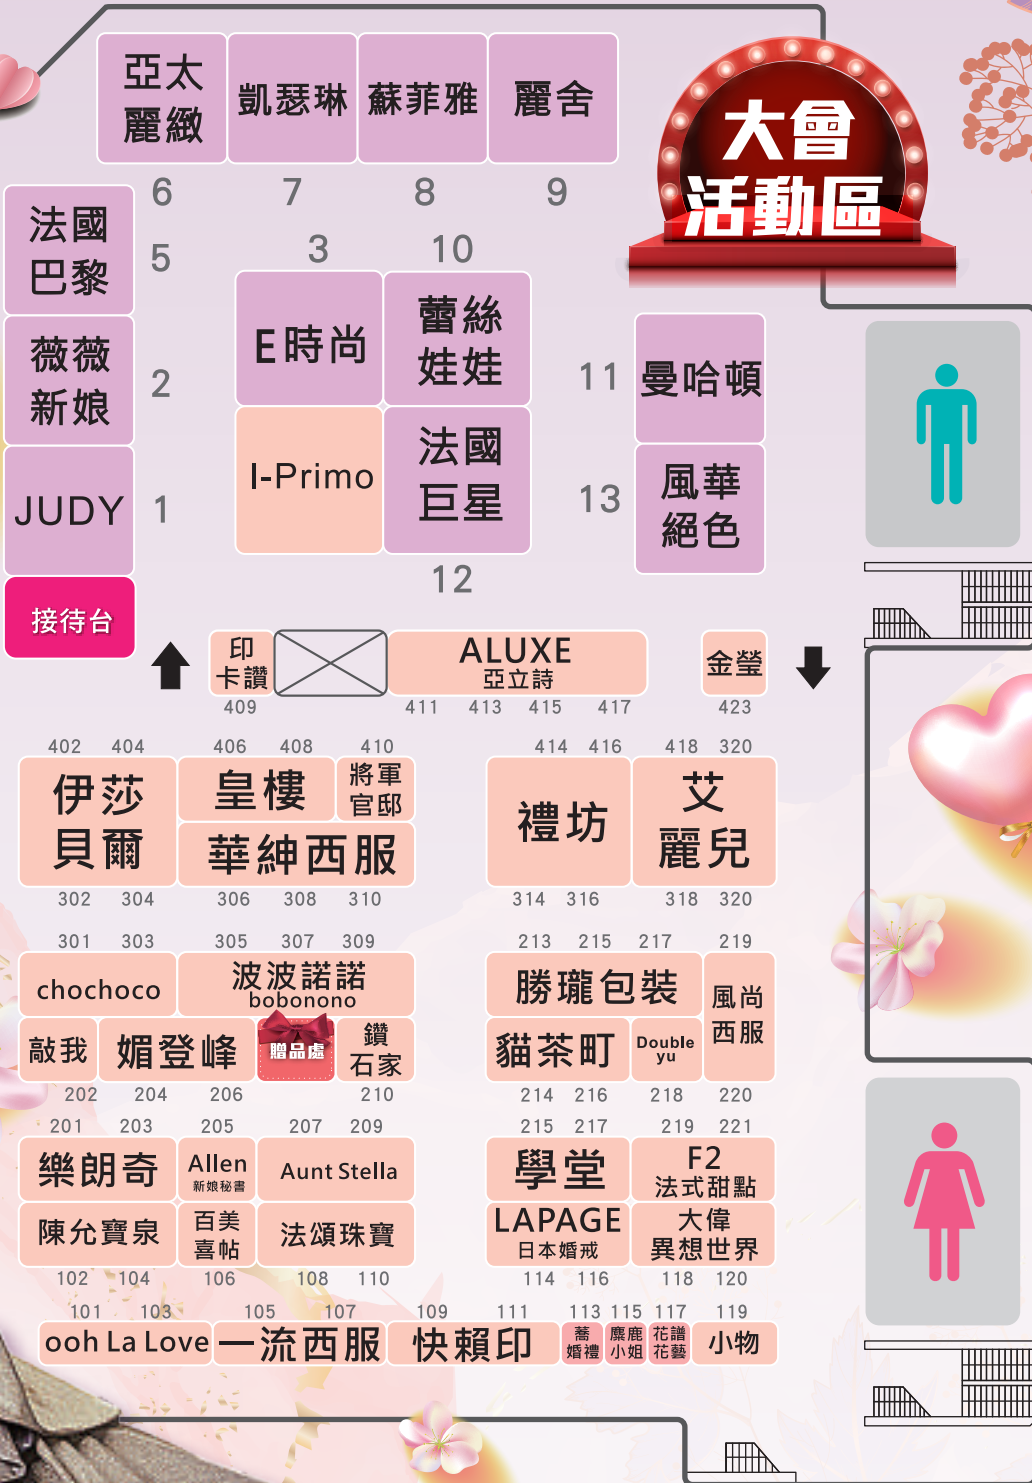 亞太
麗緻
凱瑟琳
蘇菲雅
麗舍
大會
活動區
6
7
8
9
法國
巴黎
5
3
10
薇薇
新娘
2
E時尚
蕾絲
娃娃
11
曼哈頓
JUDY
1
I-Primo
法國
巨星
13
風華
絕色
12
接待台
印
卡讚
ALUXE
亞立詩
金瑩
409
411 413 415 417
423
402 404 406 408 410
414 416 418 320
伊莎
貝爾
皇樓
將軍
官邸
華紳西服
禮坊
艾
麗兒
302 304 306 308 310
314 316 318 320
301 303 305 307 309
213 215 217 219
chochoco
波波諾諾
bobonono
勝瓏包裝
風尚
西服
敲我
媚登峰
贈品處
鑽
石家
貓茶町
Double
yu
202 204 206 210
214 216 218 220
201 203 205 207 209
215 217 219 221
樂朗奇
Allen
新娘秘書
Aunt Stella
學堂
F2
法式甜點
陳允寶泉
百美
喜帖
法頌珠寶
LAPAGE
日本婚戒
大偉
異想世界
102 104 106 108 110
114 116 118 120
101 103 105 107 109 111 113 115 117 119
ooh La Love
一流西服
快賴印
蕎
婚禮
麋鹿
小姐
花譜
花藝
小物